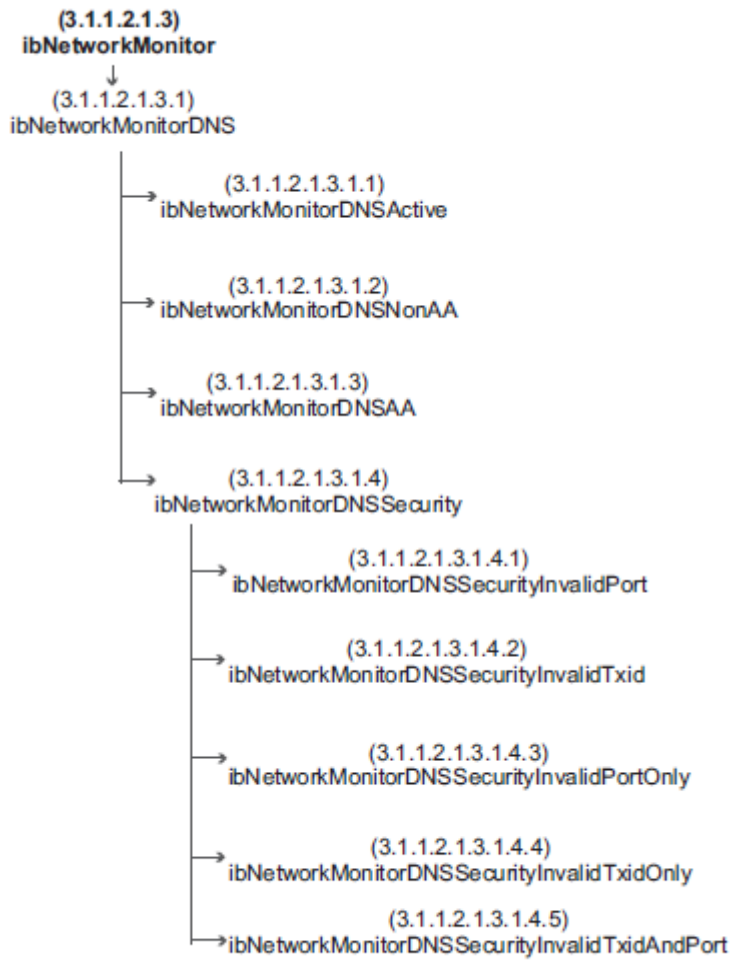 (3.1.1.2.1.3)
ibNetworkMonitor
(3.1.1.2.1.3.1)
ibNetworkMonitorDNS
(3.1.1.2.1.3.1.1)
ibNetworkMonitorDNSActive
(3.1.1.2.1.3.1.2)
ibNetworkMonitorDNSNonAA
(3.1.1.2.1.3.1.3)
ibNetworkMonitorDNSAA
(3.1.1.2.1.3.1.4)
ibNetworkMonitorDNSSecurity
(3.1.1.2.1.3.1.4.1)
ibNetworkMonitorDNSSecurityInvalidPort
(3.1.1.2.1.3.1.4.2)
ibNetworkMonitorDNSSecurityInvalidTxid
(3.1.1.2.1.3.1.4.3)
ibNetworkMonitorDNSSecurityInvalidPortOnly
(3.1.1.2.1.3.1.4.4)
ibNetworkMonitorDNSSecurityInvalidTxidOnly
(3.1.1.2.1.3.1.4.5)
ibNetworkMonitorDNSSecurityInvalidTxidAndPort